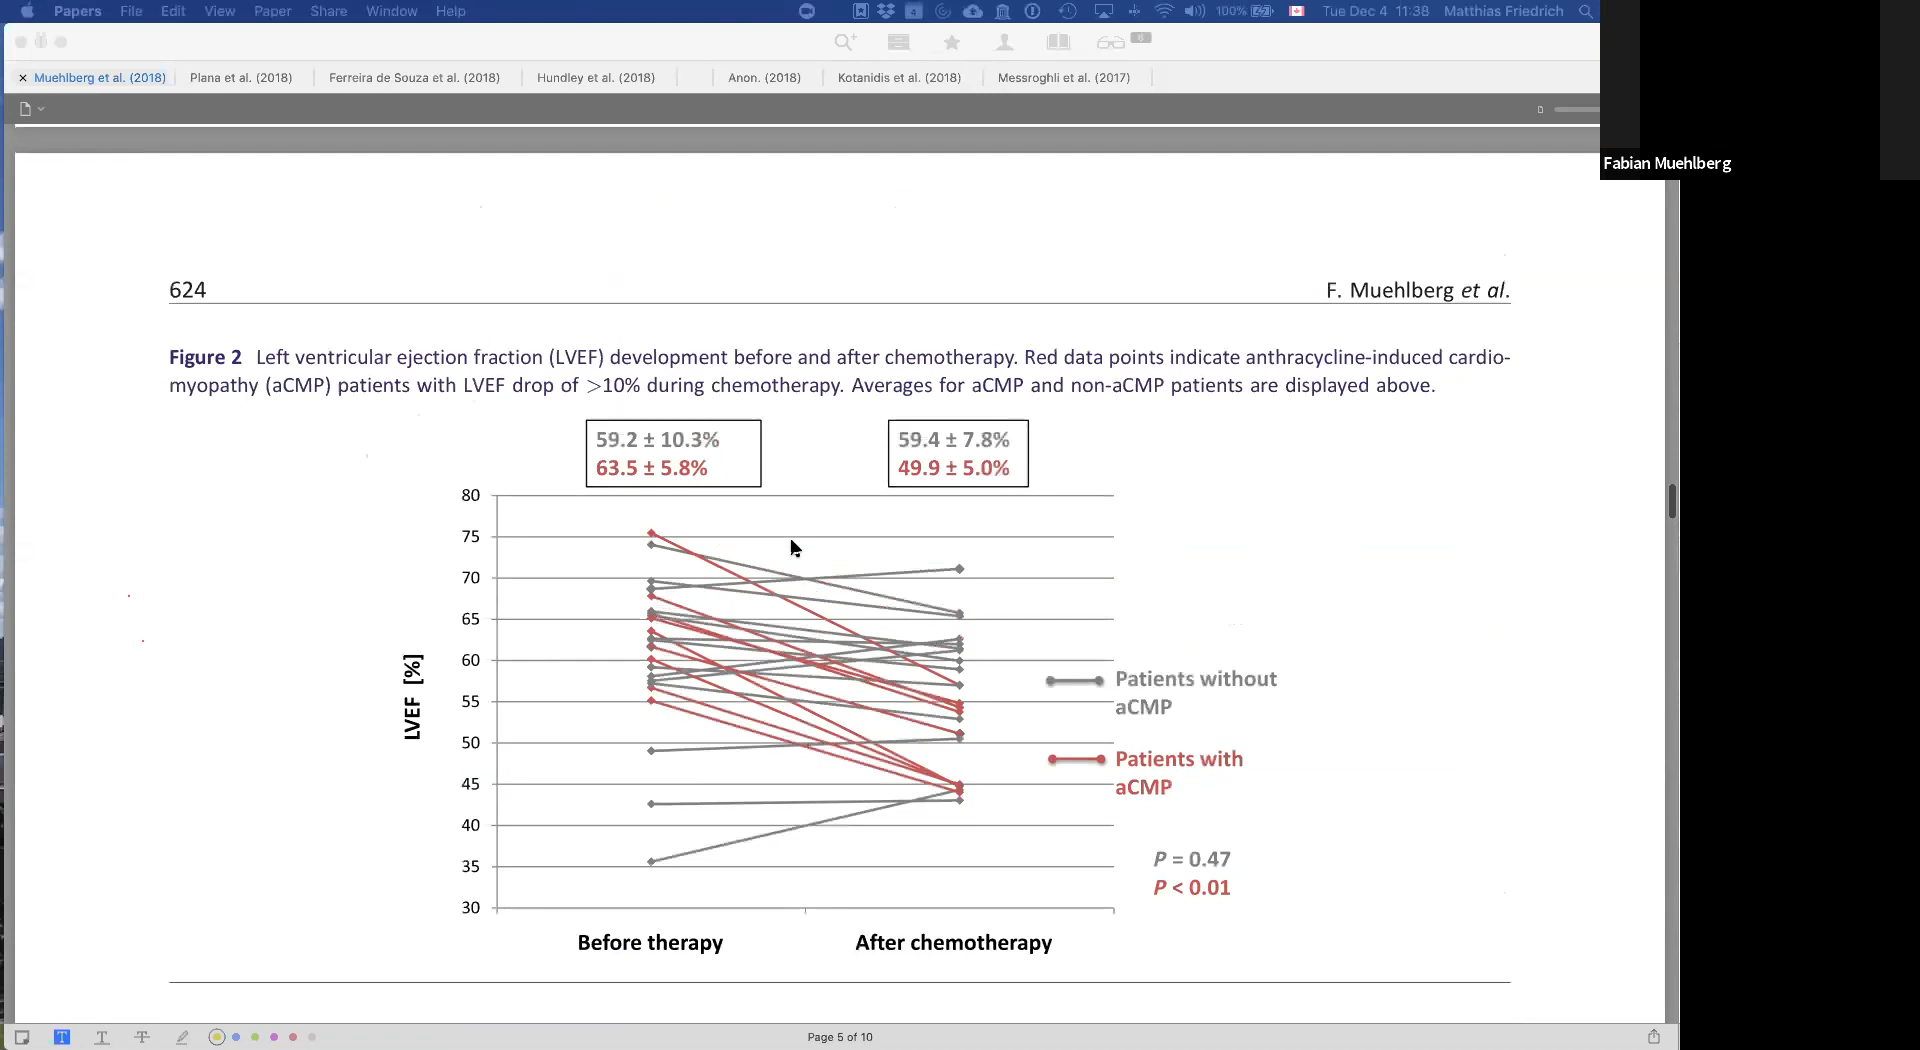 Papers File Edit View Paper Share Window Help 4 100% Tue Dec 4 11:38 Matthias Friedrich
6
× Muehlberg et al. (2018) Plana et al. (2018) Ferreira de Souza et al. (2018) Hundley et al. (2018) Anon. (2018) Kotanidis et al. (2018) Messroghli et al. (2017)
Fabian Muehlberg
624 F. Muehlberg et al.
Figure 2 Left ventricular ejection fraction (LVEF) development before and after chemotherapy. Red data points indicate anthracycline-induced cardio-
myopathy (aCMP) patients with LVEF drop of >10% during chemotherapy. Averages for aCMP and non-aCMP patients are displayed above.
59.2 ± 10.3% 59.4 ± 7.8%
63.5 ± 5.8% 49.9 ± 5.0%
80
75
70
65
60
55
50
45
40
35
30
LVEF [%]
Patients without
aCMP
Patients with
aCMP
P = 0.47
P < 0.01
Before therapy After chemotherapy
T T T Page 5 of 10